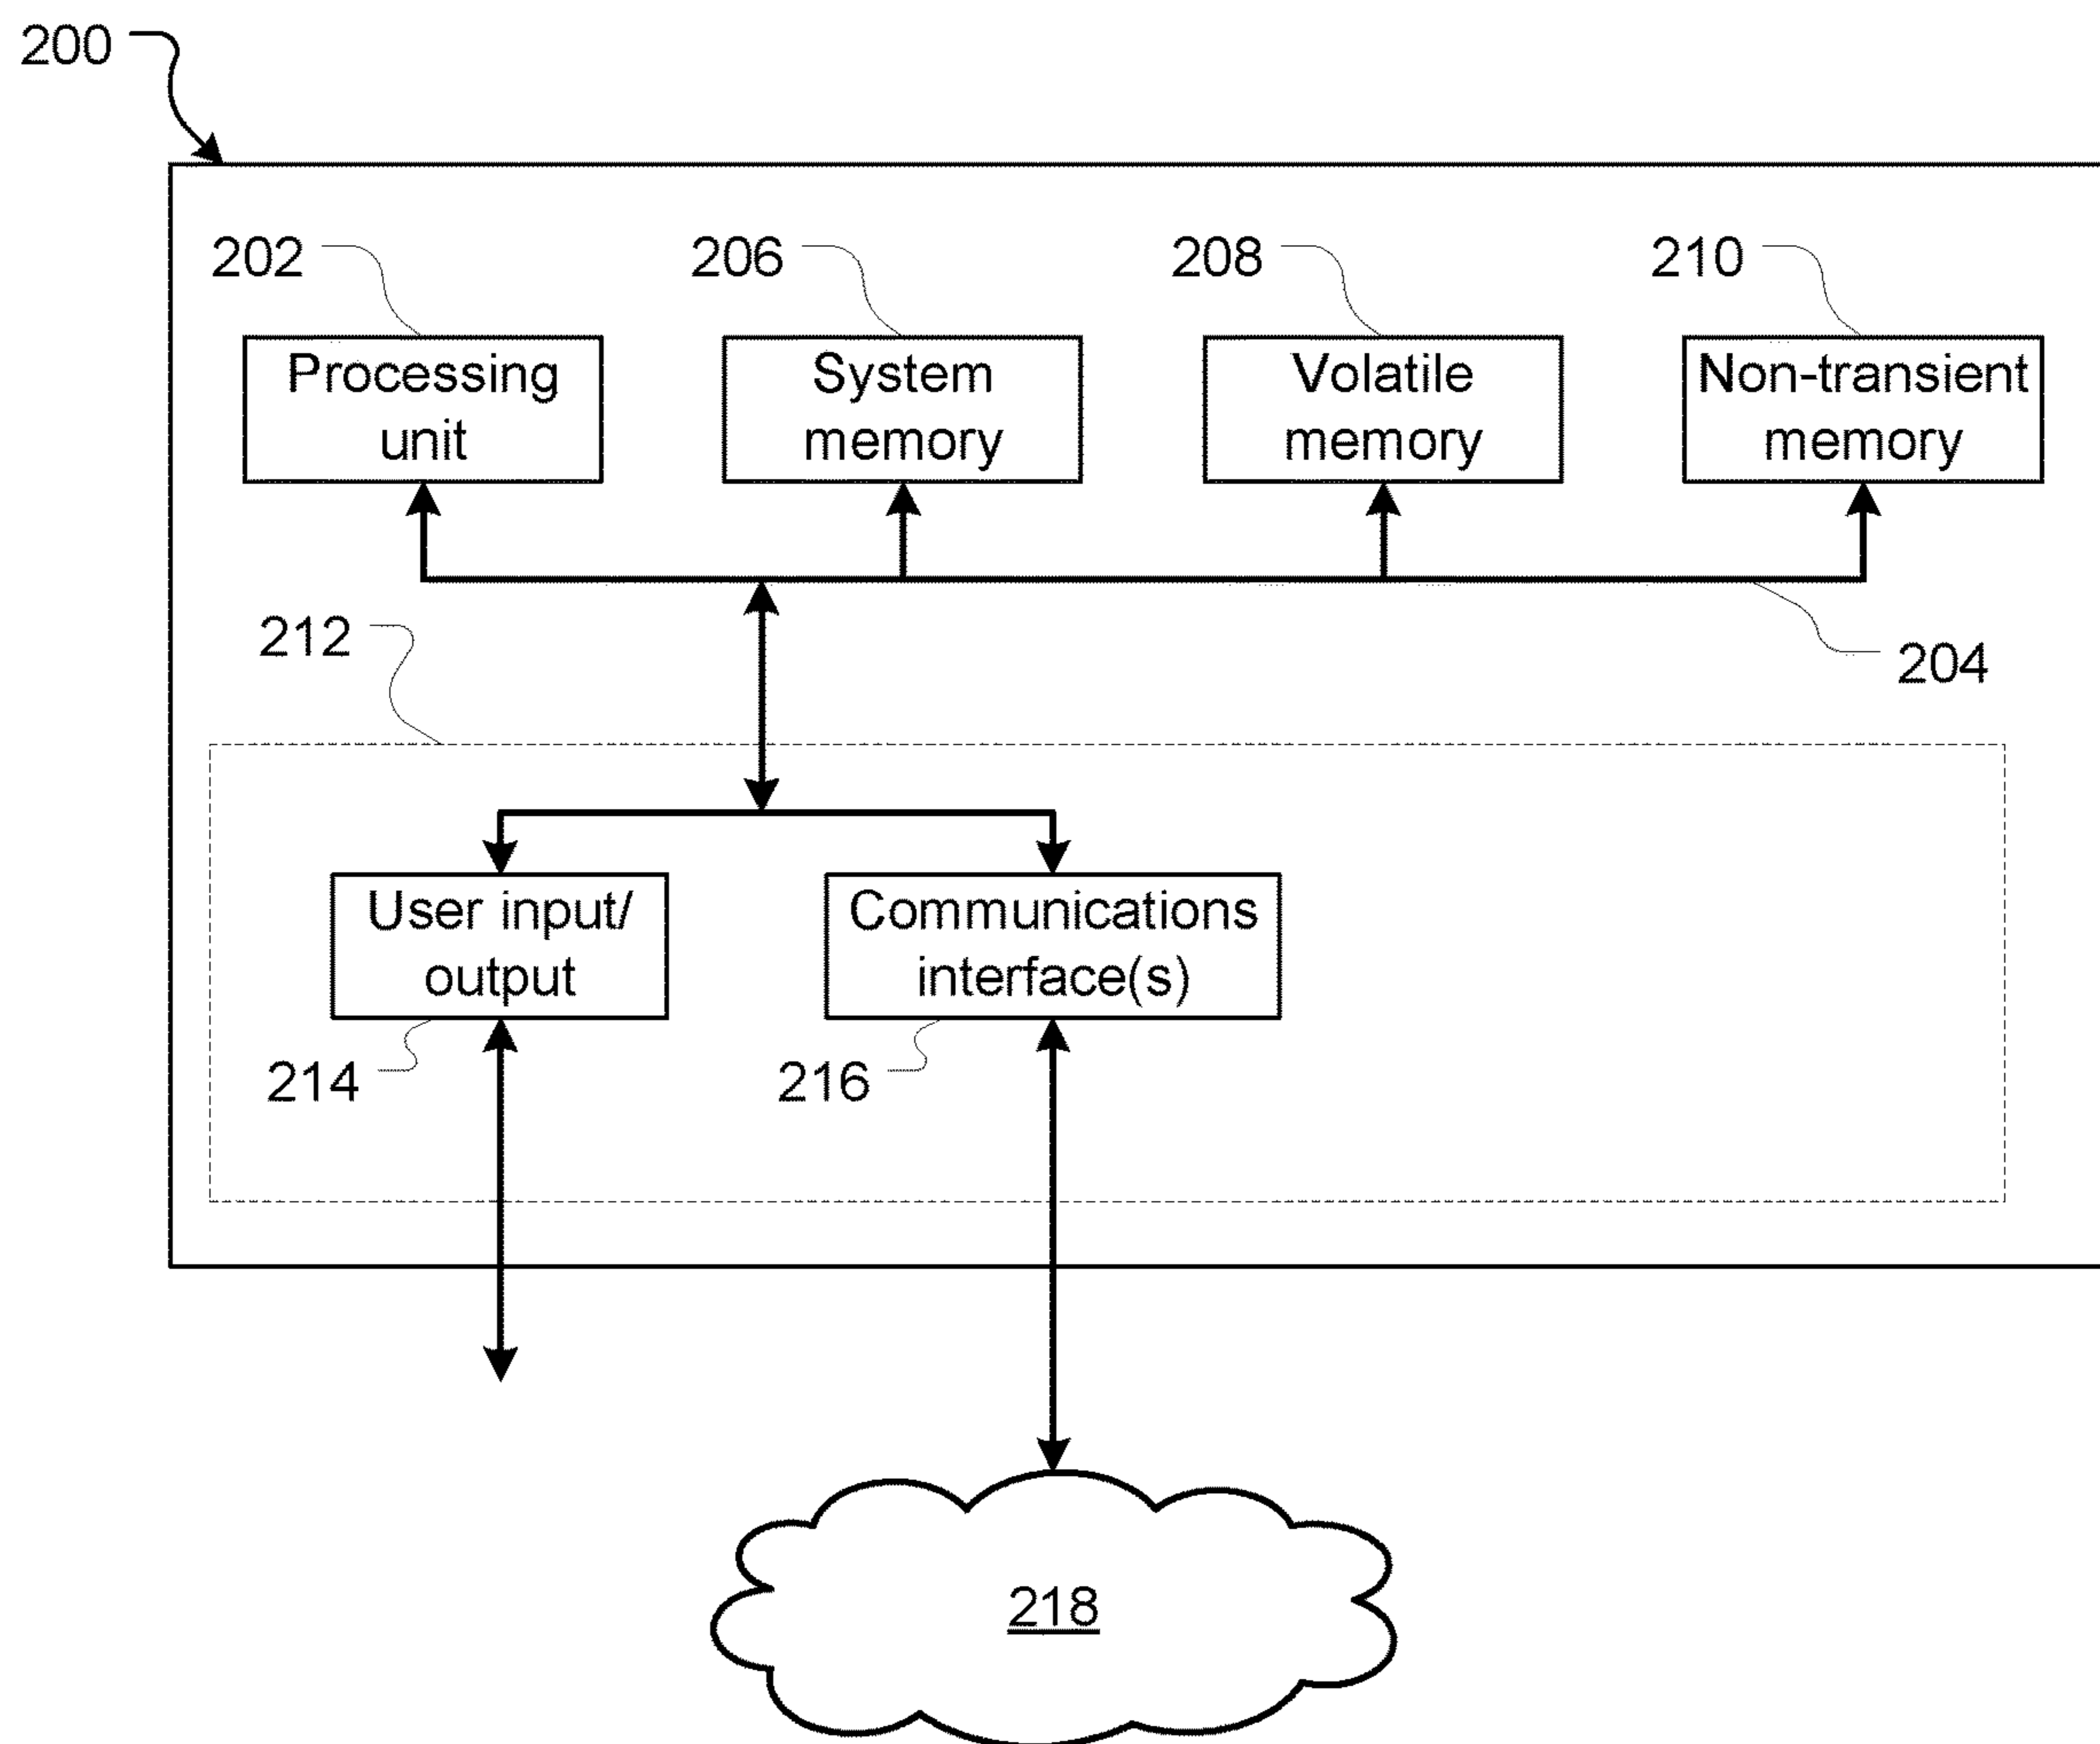 200
202
206
208
210
Processing
unit
System
memory
Volatile
memory
Non-transient
memory
212
204
User input/
output
Communications
interface(s)
214
216
218